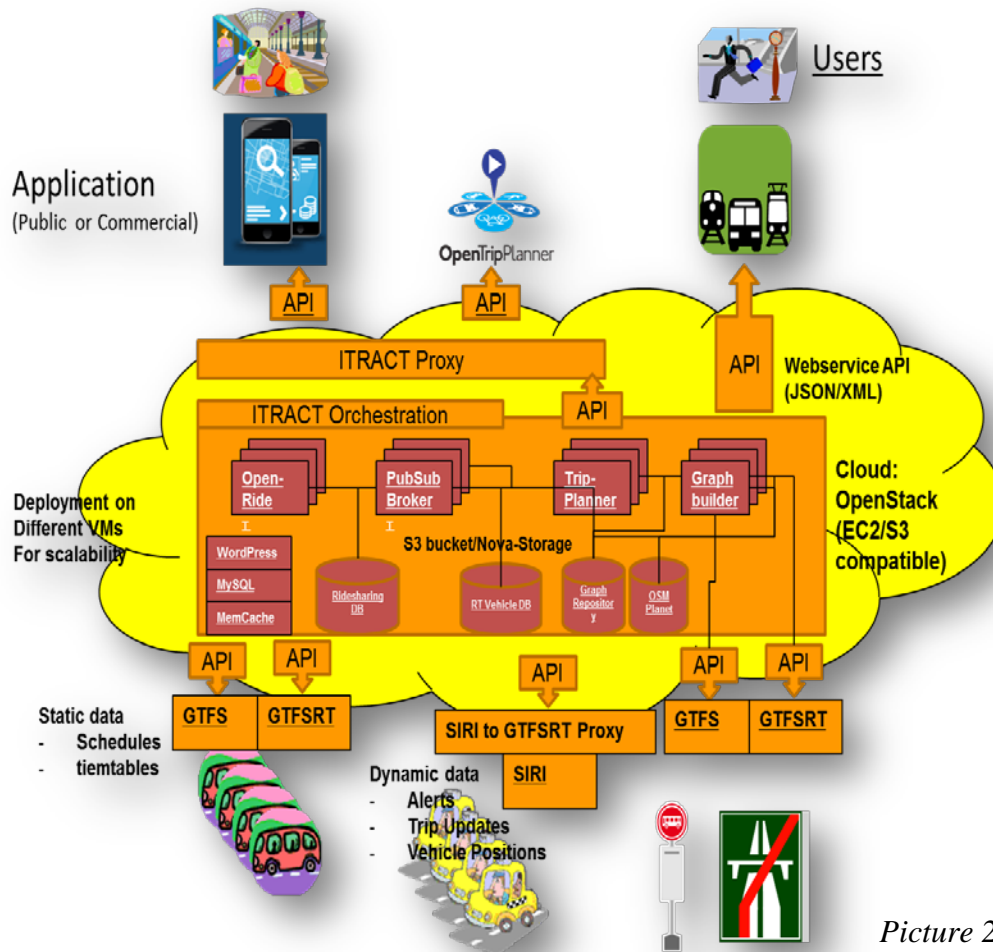 Users
Application
(Public or Commercial)
OpenTripPlanner
API
API
API
Webservice API
(JSON/XML)
ITRACT Proxy
API
ITRACT Orchestration
Open-
Ride
PubSub
Broker
Trip-
Planner
Graph
builder
I
I
Cloud:
OpenStack
(EC2/S3
compatible)
Deployment on
Different VMs
For scalability
S3 bucket/Nova-Storage
WordPress
MySQL
MemCache
Ridesharing
DB
RT Vehicle DB
Graph
Repositor
y
OSM
Planet
API
API
API
API
API
GTFS
GTFSRT
SIRI to GTFSRT Proxy
SIRI
GTFS
GTFSRT
Static data
- Schedules
- tiemtables
Dynamic data
- Alerts
- Trip Updates
- Vehicle Positions
Picture 2